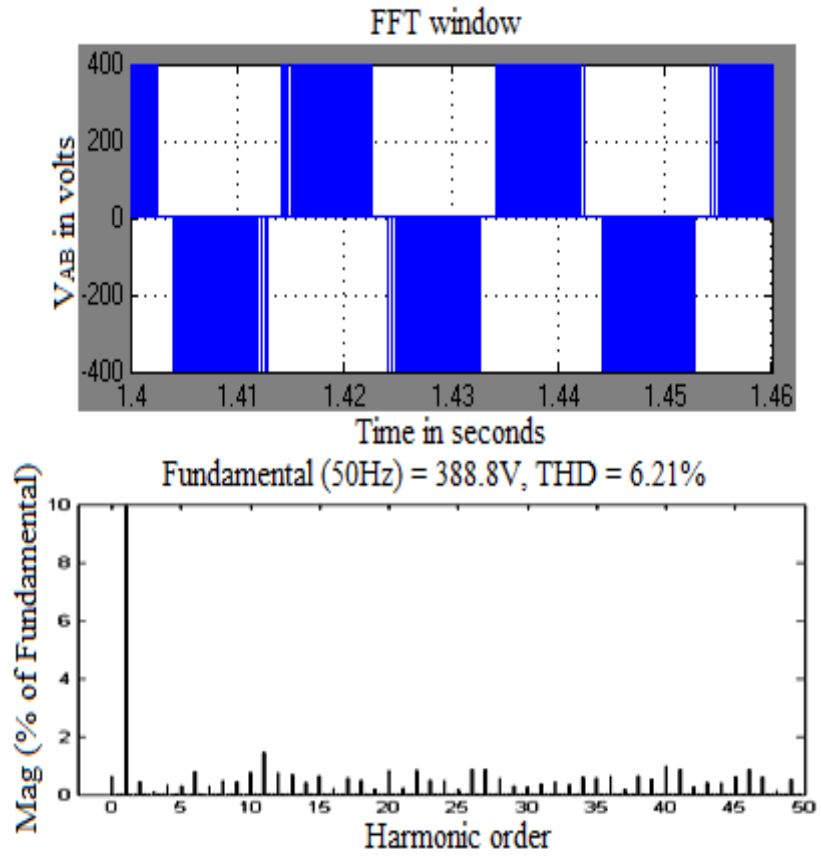 FFT window
VAB in volts
400
200
0
-200
-400
1.4 1.41 1.42 1.43 1.44 1.45 1.46
Time in seconds
Fundamental (50Hz) = 388.8V, THD = 6.21%
Mag (% of Fundamental)
10
8
6
4
2
0
0 5 10 15 20 25 30 35 40 45 50
Harmonic order